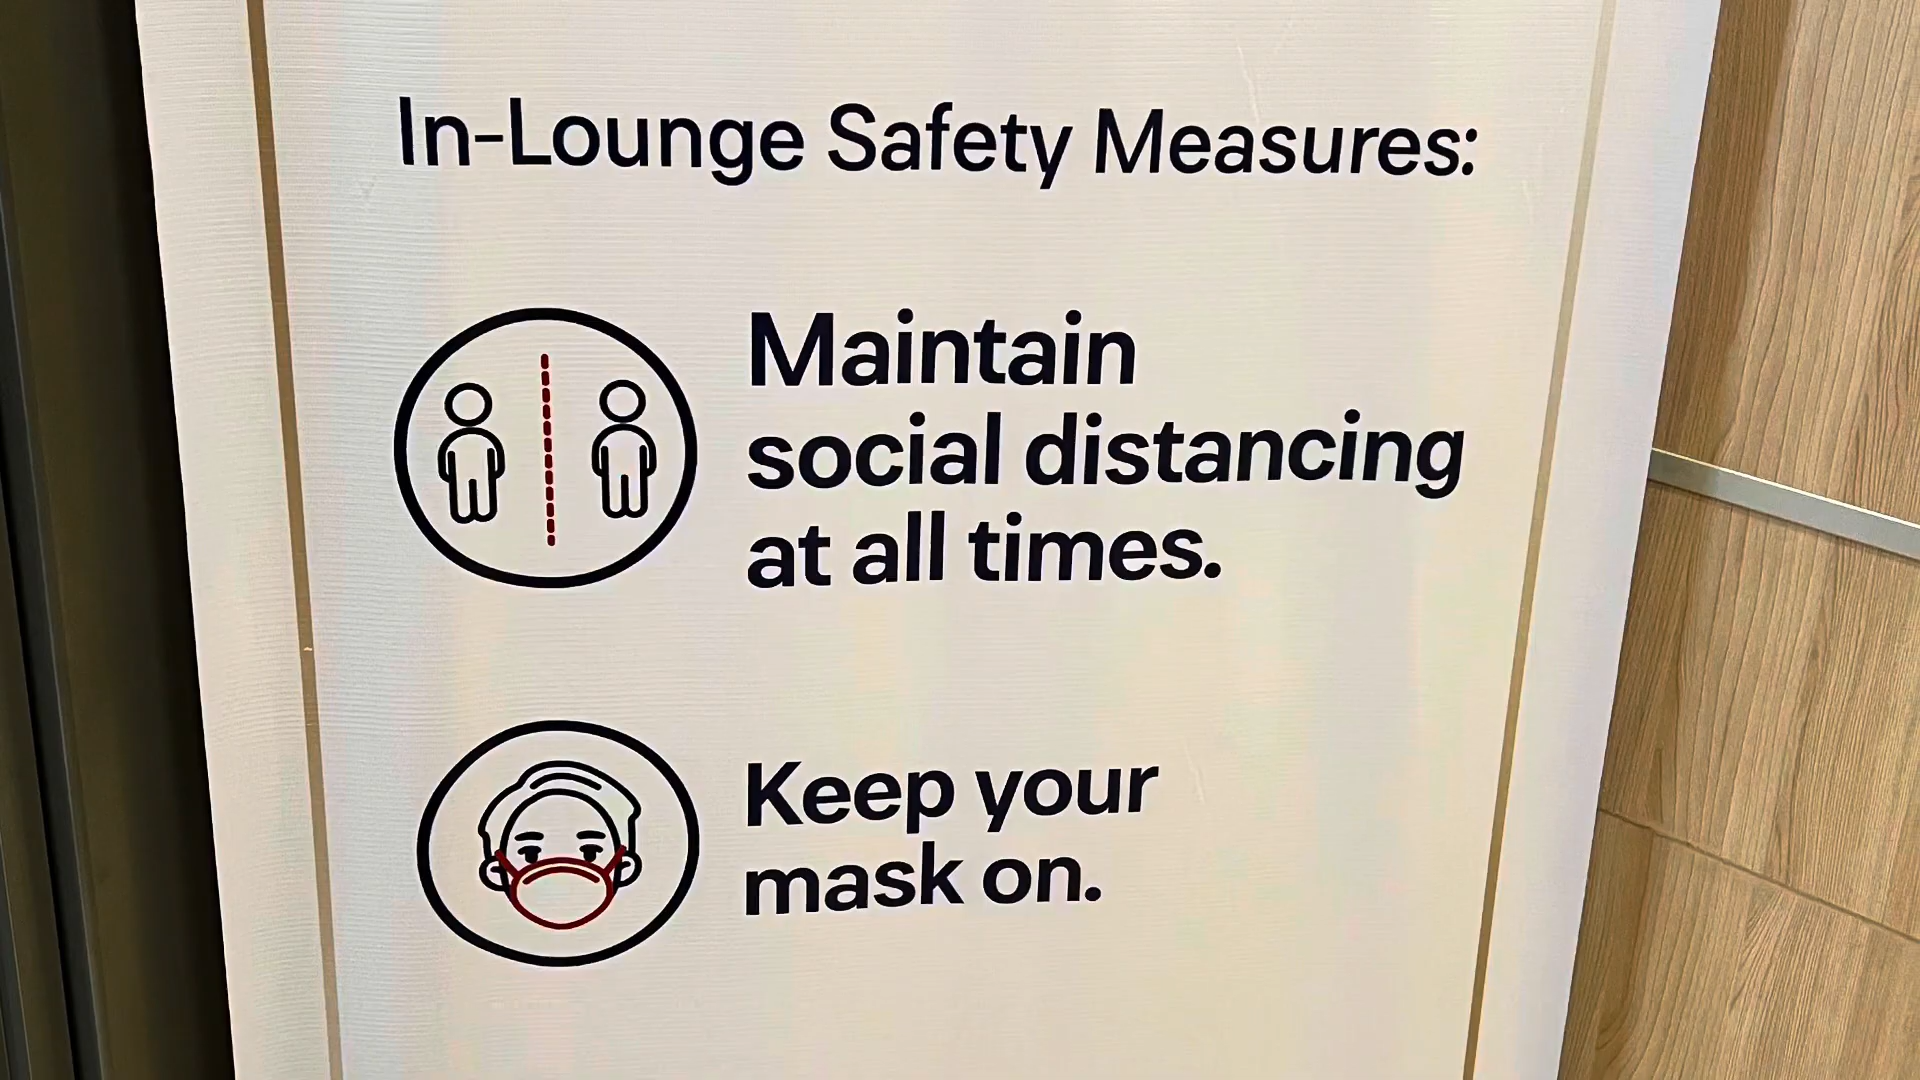 In-Lounge Safety Measures:
Maintain
social distancing
at all times.
Keep your
mask on.